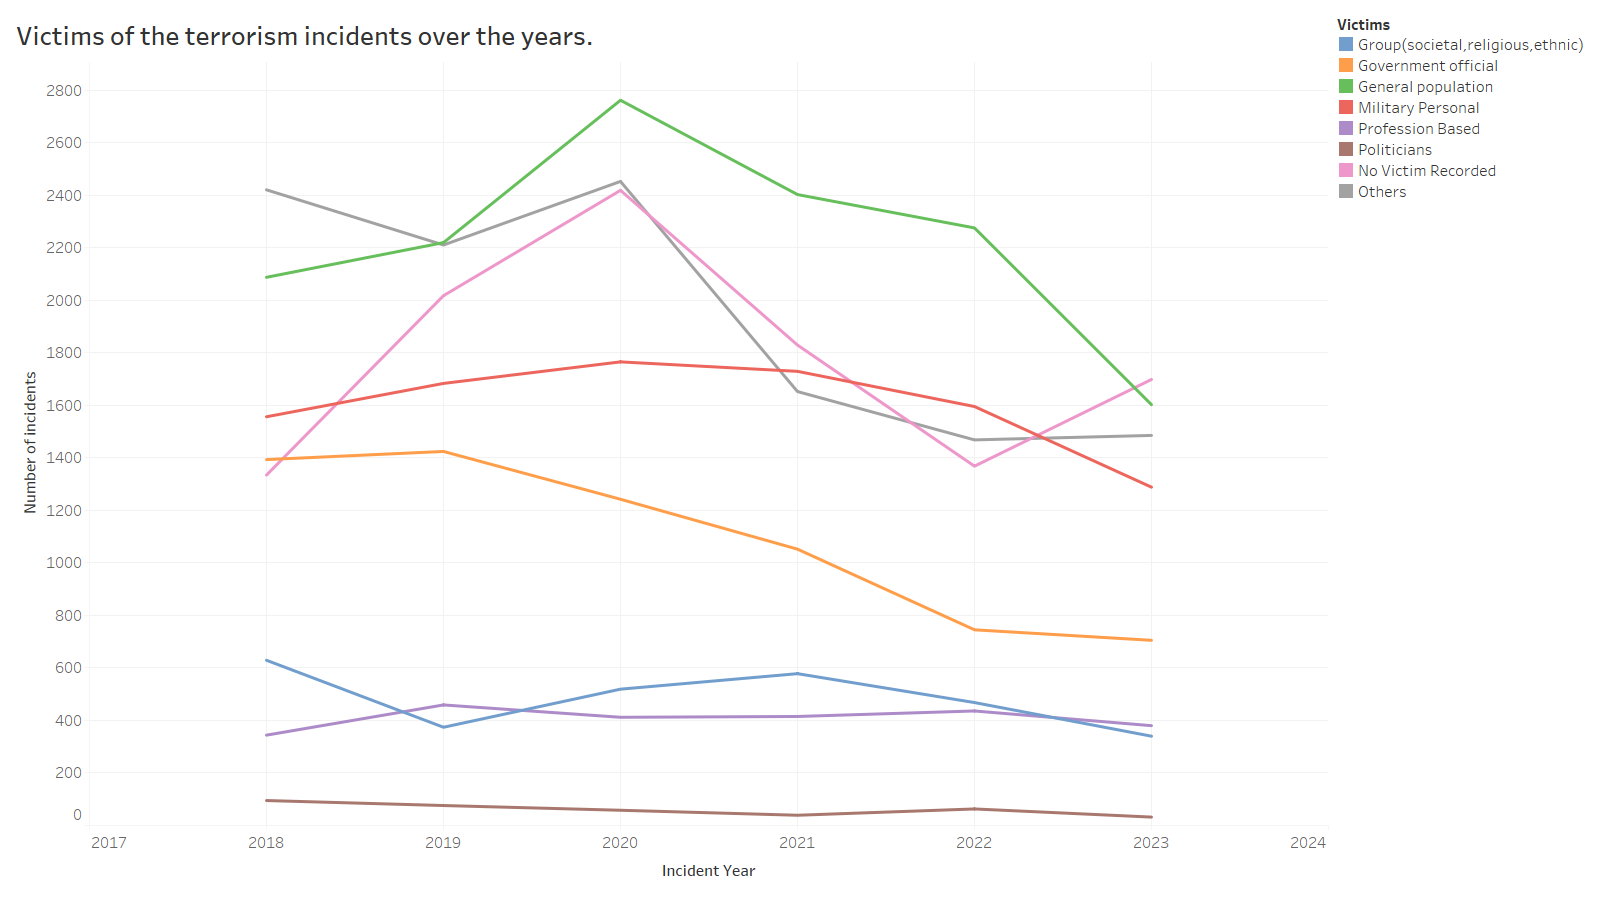 Victims of the terrorism incidents over the years.
Victims
Group(societal,religious,ethnic)
Government official
General population
Military Personal
Profession Based
Politicians
No Victim Recorded
Others
Number of incidents
2800
2600
2400
2200
2000
1800
1600
1400
1200
1000
800
600
400
200
0
2017 2018 2019 2020 2021 2022 2023 2024
Incident Year